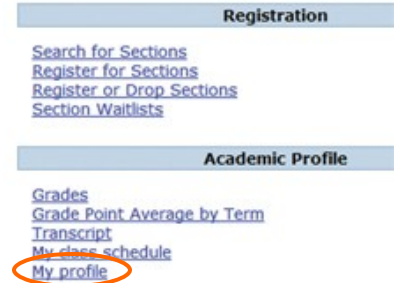 Registration
Search for Sections
Register for Sections
Register or Drop Sections
Section Waitlists
Academic Profile
Grades
Grade Point Average by Term
Transcript
My class schedule
My profile